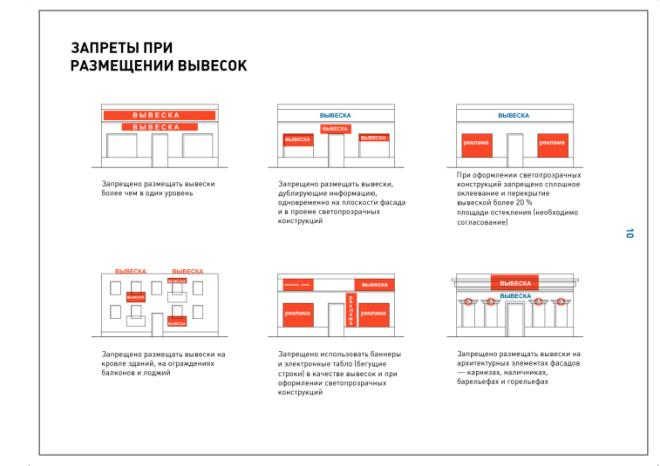 ЗАПРЕТЫ ПРИ
РАЗМЕЩЕНИИ ВЫВЕСОК
ВЫВЕСКА
ВЫВЕСКА
Запрещено размещать вывески
более чем в один уровень
ВЫВЕСКА
ВЫВЕСКА
ВЫВЕСКА
ВЫВЕСКА
Запрещено размещать вывески,
дублирующие информацию,
одновременно на плоскости фасада
и в проеме светопрозрачных
конструкций
ВЫВЕСКА
реклама
реклама
При оформлении светопрозрачных
конструкций запрещено сплошное
оклеивание и перекрытие
вывеской более 20 %
площади остекления (необходимо
согласование)
10
ВЫВЕСКА
ВЫВЕСКА
ВЫВЕСКА
ВЫВЕСКА
ВЫВЕСКА
Запрещено размещать вывески на
кровле зданий, на ограждениях
балконов и лоджий
вывеска
реклама
реклама
Запрещено использовать баннеры
и электронные табло (бегущие
строки) в качестве вывесок и при
оформлении светопрозрачных
конструкций
ВЫВЕСКА
ВЫВЕСКА
Запрещено размещать вывески на
архитектурных элементах фасадов
— карнизах, наличниках,
барельефах и горельефах